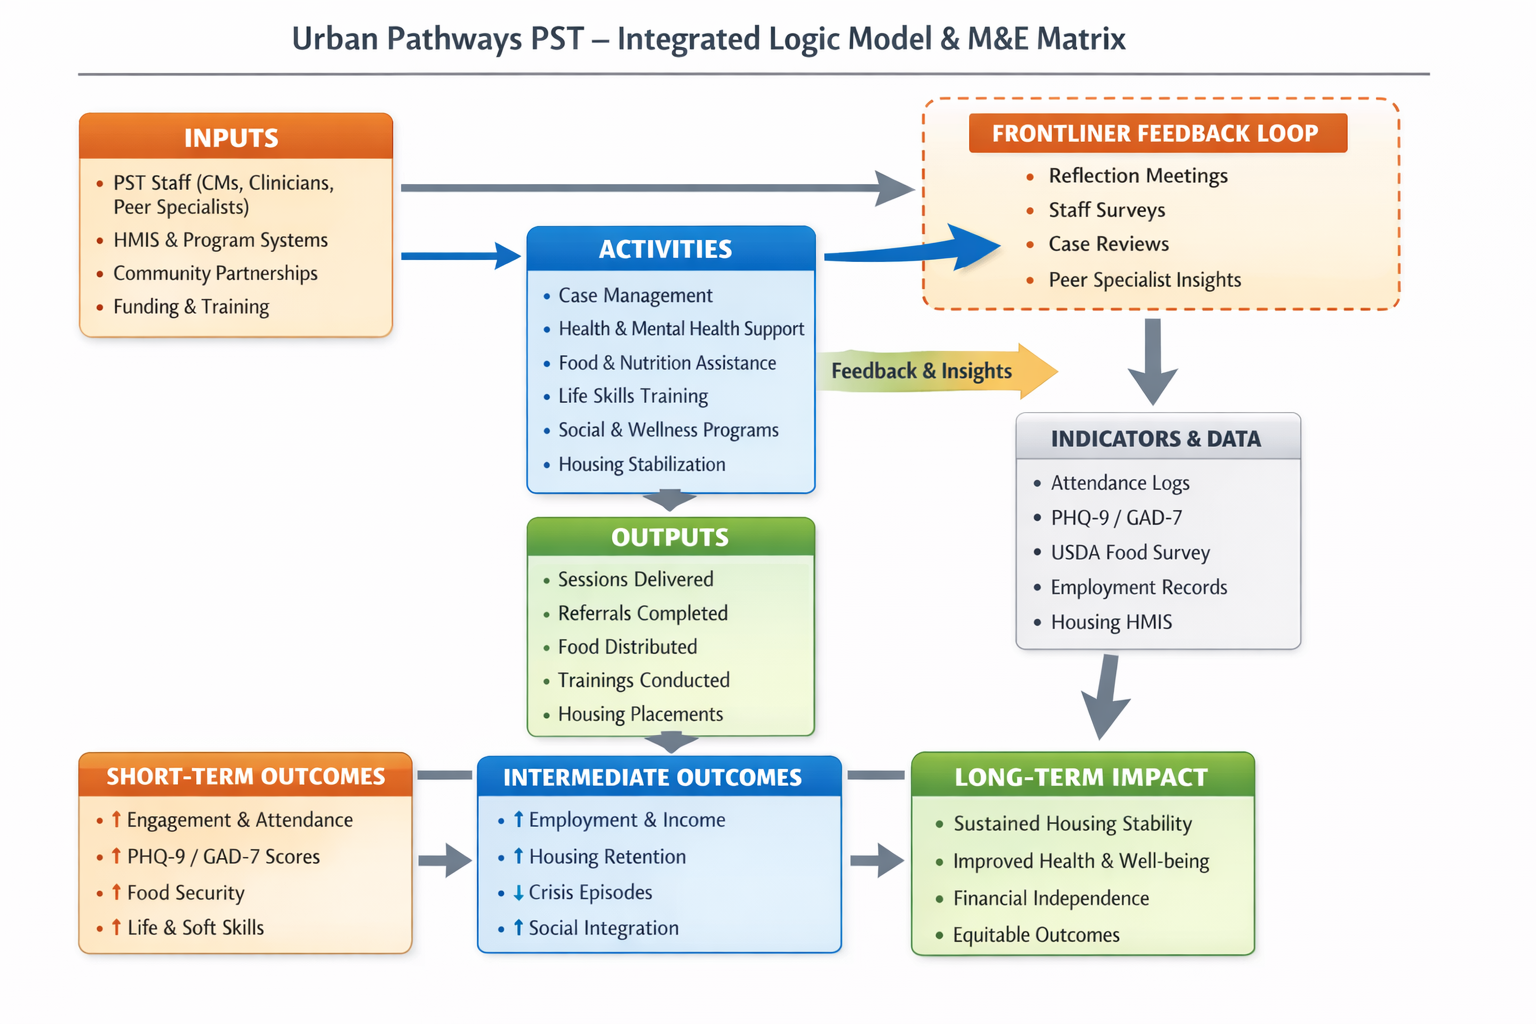 Urban Pathways PST – Integrated Logic Model & M&E Matrix
INPUTS
• PST Staff (CMs, Clinicians,
Peer Specialists)
• HMIS & Program Systems
• Community Partnerships
• Funding & Training
FRONTLINER FEEDBACK LOOP
• Reflection Meetings
• Staff Surveys
• Case Reviews
• Peer Specialist Insights
ACTIVITIES
• Case Management
• Health & Mental Health Support
• Food & Nutrition Assistance
• Life Skills Training
• Social & Wellness Programs
• Housing Stabilization
Feedback & Insights
INDICATORS & DATA
• Attendance Logs
• PHQ-9 / GAD-7
• USDA Food Survey
• Employment Records
• Housing HMIS
OUTPUTS
• Sessions Delivered
• Referrals Completed
• Food Distributed
• Trainings Conducted
• Housing Placements
SHORT-TERM OUTCOMES
• ↑ Engagement & Attendance
• ↑ PHQ-9 / GAD-7 Scores
• ↑ Food Security
• ↑ Life & Soft Skills
INTERMEDIATE OUTCOMES
• ↑ Employment & Income
• ↑ Housing Retention
• ↓ Crisis Episodes
• ↑ Social Integration
LONG-TERM IMPACT
• Sustained Housing Stability
• Improved Health & Well-being
• Financial Independence
• Equitable Outcomes